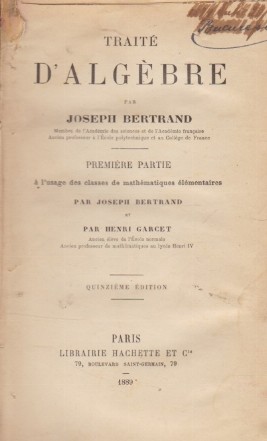 TRAITÉ
D'ALGÈBRE
PAR
JOSEPH BERTRAND
Membre de l'Académie des sciences et de l'Académie française
Ancien professeur à l'École polytechnique et au Collège de France
PREMIÈRE PARTIE
à l'usage des classes de mathématiques élémentaires
PAR JOSEPH BERTRAND
ET
PAR HENRI GARCET
Ancien élève de l'École normale
Ancien professeur de mathématiques au lycée Henri IV
QUINZIÈME ÉDITION
PARIS
LIBRAIRIE HACHETTE ET Cie
79, BOULEVARD SAINT-GERMAIN, 79
1889